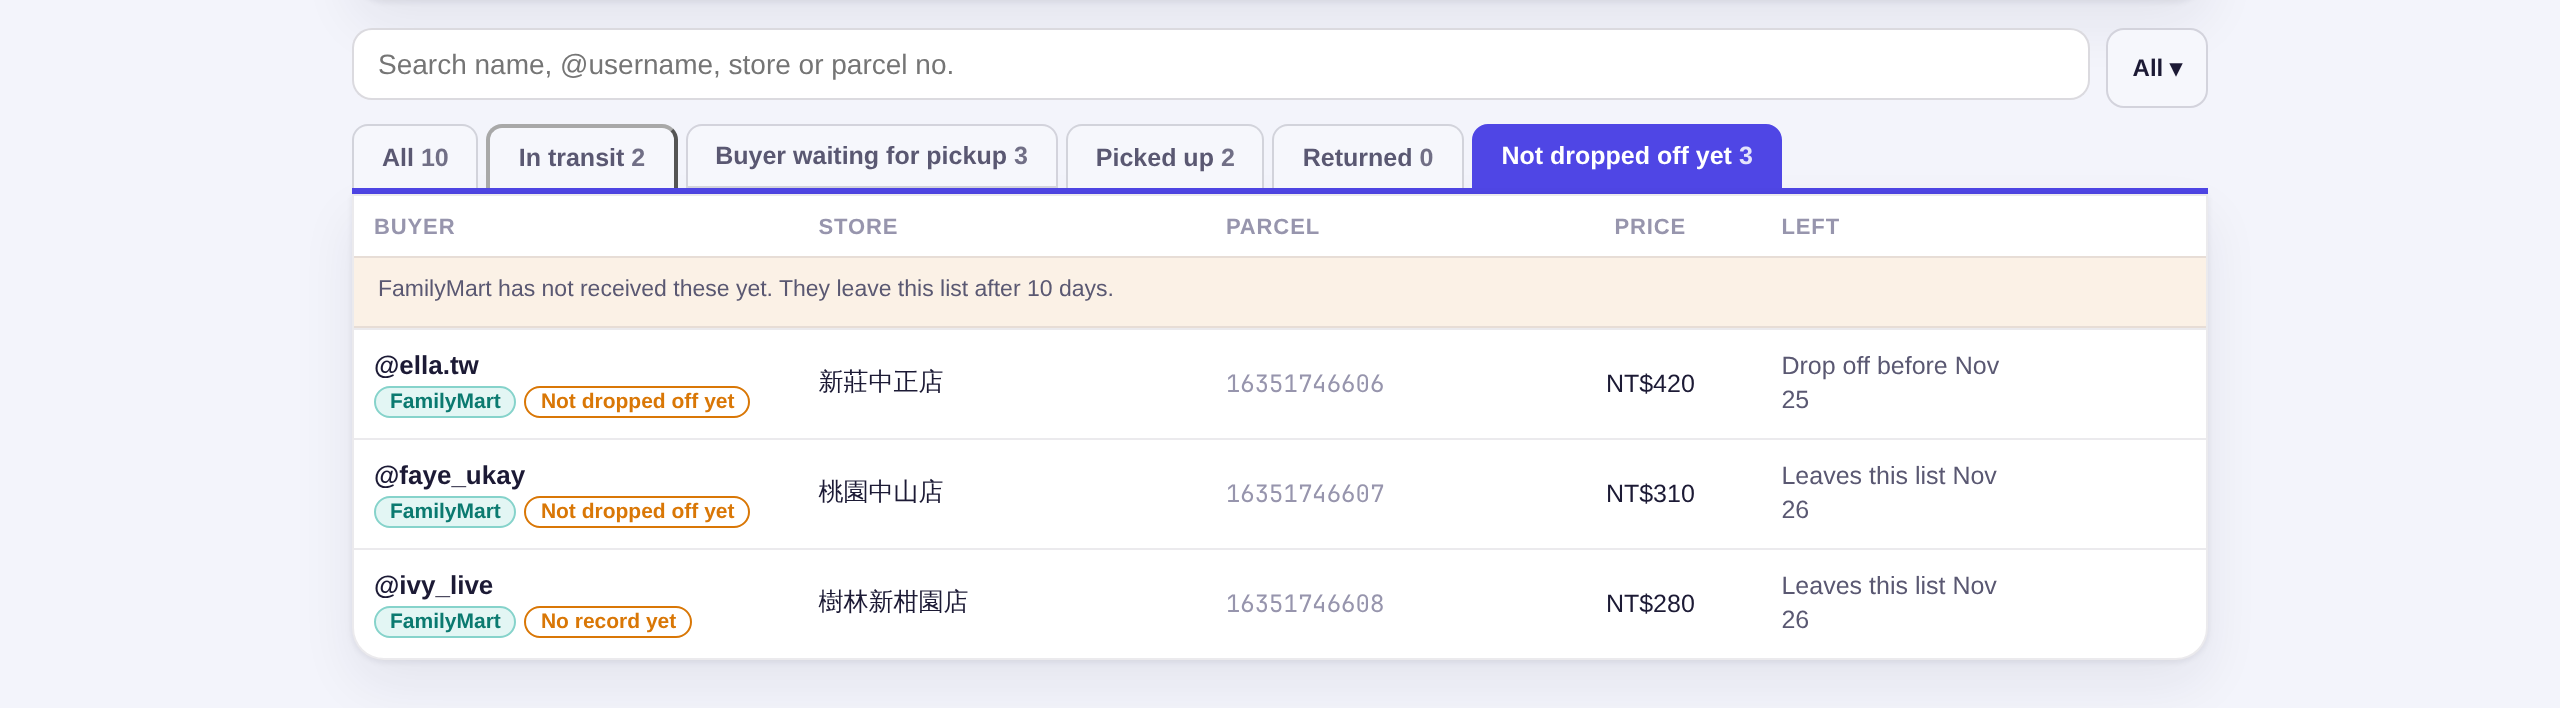 Search name, @username, store or parcel no.
All ▾
All 10
In transit 2
Buyer waiting for pickup 3
Picked up 2
Returned 0
Not dropped off yet 3
BUYER STORE PARCEL PRICE LEFT
FamilyMart has not received these yet. They leave this list after 10 days.
@ella.tw
FamilyMart Not dropped off yet
新莊中正店
16351746606
NT$420
Drop off before Nov
25
@faye_ukay
FamilyMart Not dropped off yet
桃園中山店
16351746607
NT$310
Leaves this list Nov
26
@ivy_live
FamilyMart No record yet
樹林新柑園店
16351746608
NT$280
Leaves this list Nov
26